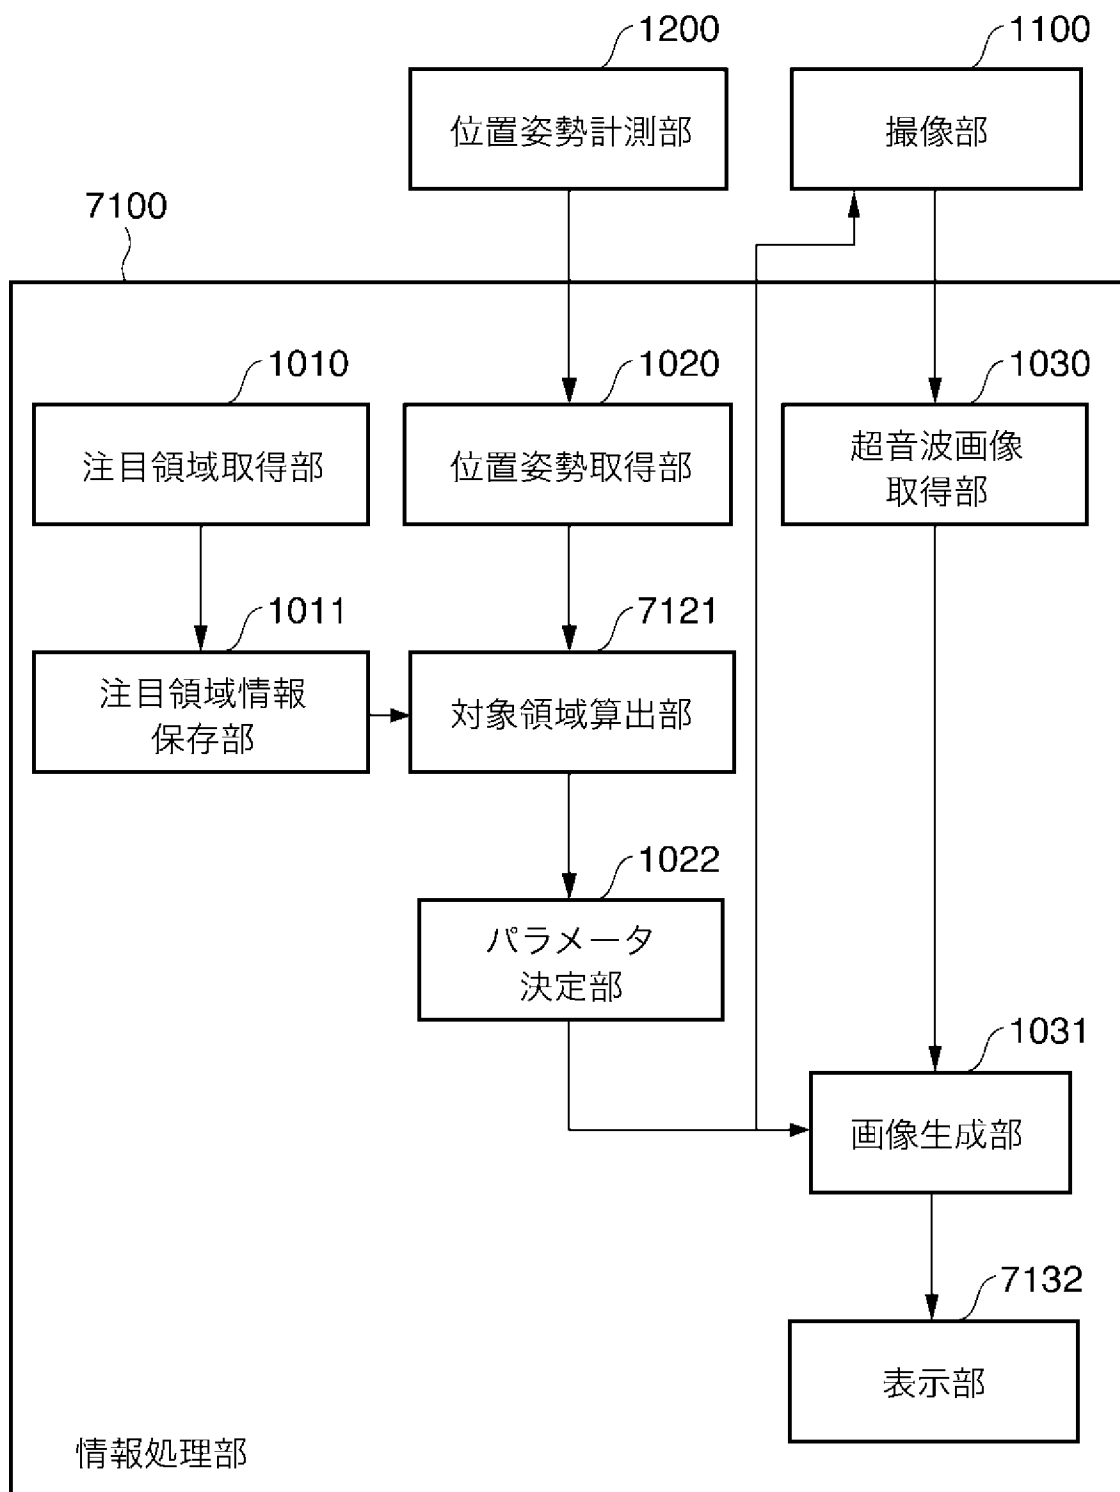 1200
1100
位置姿勢計測部
撮像部
7100
1010
1020
1030
注目領域取得部
位置姿勢取得部
超音波画像
取得部
1011
7121
注目領域情報
保存部
対象領域算出部
1022
パラメータ
決定部
1031
画像生成部
7132
表示部
情報処理部